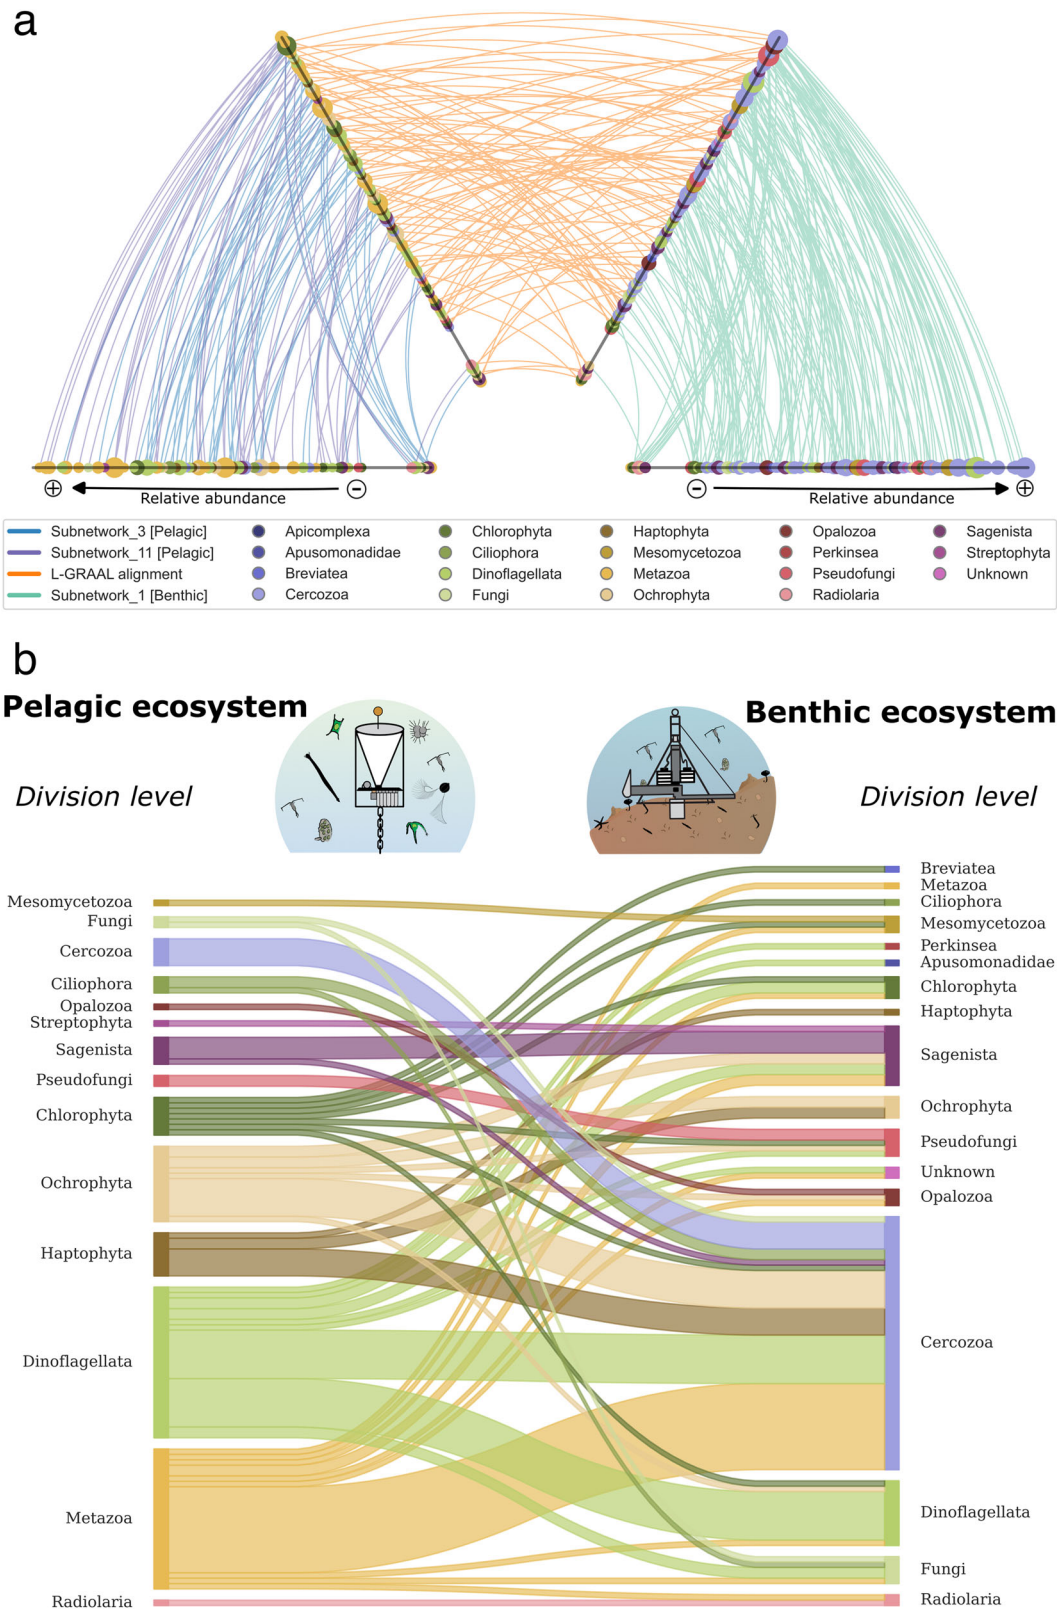 a
+ Relative abundance -
- Relative abundance +
Subnetwork_3 [Pelagic] Apicomplexa Chlorophyta Haptophyta Opalozoa Sagenista
Subnetwork_11 [Pelagic] Apusomonadidae Ciliophora Mesomycetozoa Perkinsea Streptophyta
L-GRAAL alignment Breviatea Dinoflagellata Metazoa Pseudofungi Unknown
Subnetwork_1 [Benthic] Cercozoa Fungi Ochrophyta Radiolaria
b
Pelagic ecosystem
Benthic ecosystem
Division level
Division level
Mesomycetozoa
Fungi
Cercozoa
Ciliophora
Opalozoa
Streptophyta
Sagenista
Pseudofungi
Chlorophyta
Ochrophyta
Haptophyta
Dinoflagellata
Metazoa
Radiolaria
Breviatea
Metazoa
Ciliophora
Mesomycetozoa
Perkinsea
Apusomonadidae
Chlorophyta
Haptophyta
Sagenista
Ochrophyta
Pseudofungi
Unknown
Opalozoa
Cercozoa
Dinoflagellata
Fungi
Radiolaria